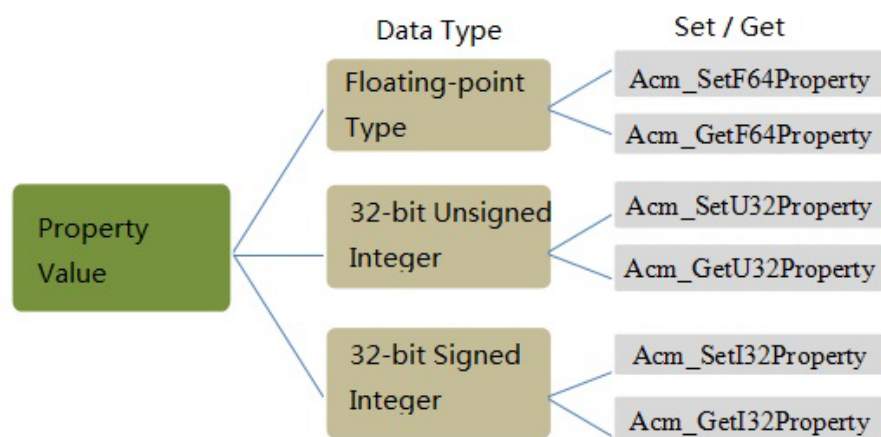 Data Type
Set / Get
Floating-point
Type
Acm_SetF64Property
Acm_GetF64Property
Property
Value
32-bit Unsigned
Integer
Acm_SetU32Property
Acm_GetU32Property
32-bit Signed
Integer
Acm_SetI32Property
Acm_GetI32Property